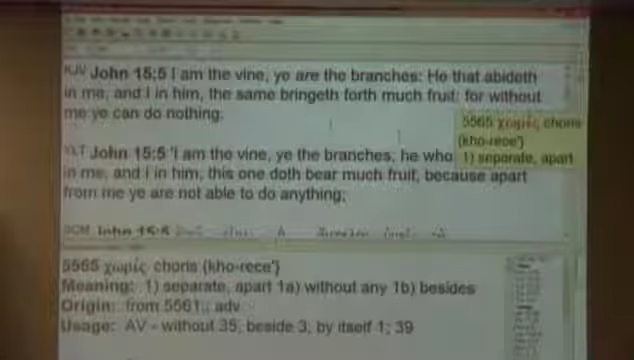 KJV John 15:5 I am the vine, ye are the branches: He that abideth
in me, and I in him, the same bringeth forth much fruit: for without
me ye can do nothing.
5565 χωρίς choris
(kho-rece')
1) separate, apart
YLT John 15:5 'I am the vine, ye the branches; he who
in me, and I in him, this one doth bear much fruit, because apart
from me ye are not able to do anything;
John 15:5
5565 χωρίς choris {kho-rece'}
Meaning: 1) separate, apart 1a) without any 1b) besides
Origin: from 5561;; adv
Usage: AV - without 35, beside 3, by itself 1; 39